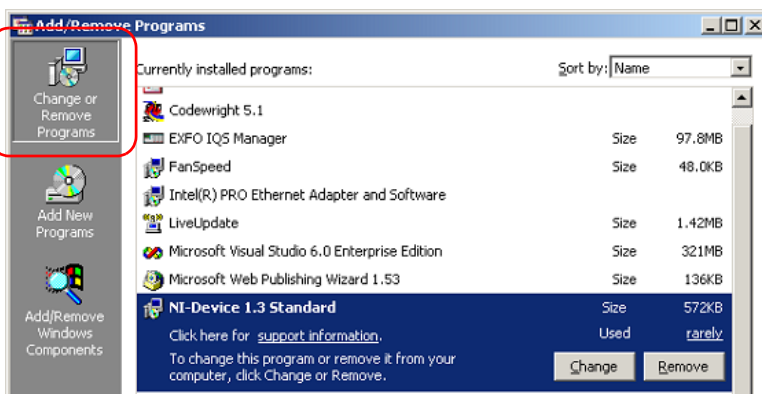 Add/Remove Programs
Change or
Remove
Programs
Add New
Programs
Add/Remove
Windows
Components
Currently installed programs:
Sort by: Name
Codewright 5.1
EXFO IQS Manager Size 97.8MB
FanSpeed Size 48.0KB
Intel(R) PRO Ethernet Adapter and Software
LiveUpdate Size 1.42MB
Microsoft Visual Studio 6.0 Enterprise Edition Size 321MB
Microsoft Web Publishing Wizard 1.53 Size 136KB
NI-Device 1.3 Standard Size 572KB
Click here for support information. Used rarely
To change this program or remove it from your
computer, click Change or Remove.
Change Remove